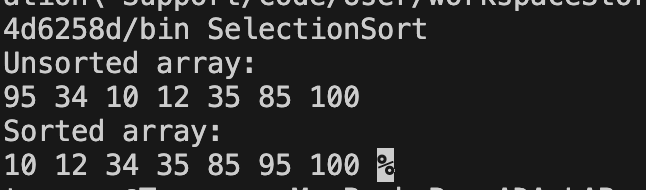 4d6258d/bin SelectionSort
Unsorted array:
95 34 10 12 35 85 100
Sorted array:
10 12 34 35 85 95 100 %